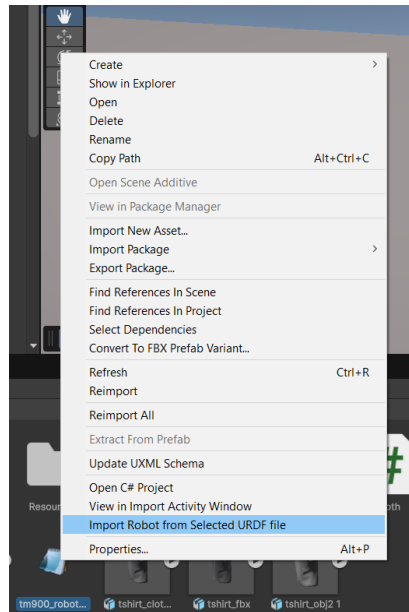 Create
Show in Explorer
Open
Delete
Rename
Copy Path Alt+Ctrl+C
Open Scene Additive
View in Package Manager
Import New Asset...
Import Package
Export Package...
Find References In Scene
Find References In Project
Select Dependencies
Convert To FBX Prefab Variant...
Refresh Ctrl+R
Reimport
Reimport All
Extract From Prefab
Update UXML Schema
Open C# Project
View in Import Activity Window
Import Robot from Selected URDF file
Properties... Alt+P
#
Resour
oth
tm900_robot... tshirt_clot... tshirt_fbx tshirt_obj2 1